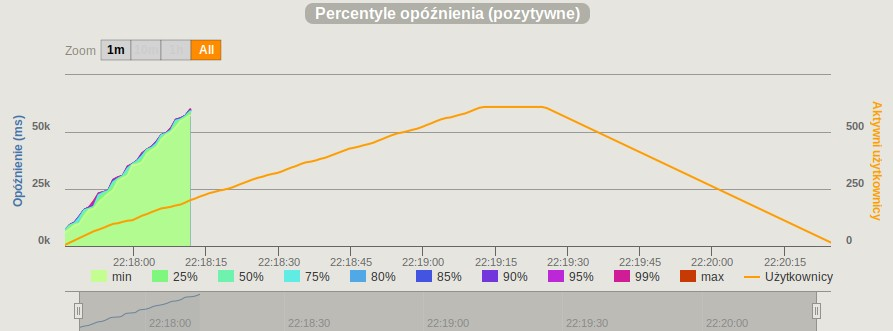 Percentyle opóźnienia (pozytywne)
Zoom 1m All
Opóźnienie (ms)
50k
25k
0k
Aktywni użytkownicy
500
250
0
22:18:00 22:18:15 22:18:30 22:18:45 22:19:00 22:19:15 22:19:30 22:19:45 22:20:00 22:20:15
min 25% 50% 75% 80% 85% 90% 95% 99% max Użytkownicy
22:18:00 22:18:30 22:19:00 22:19:30 22:20:00